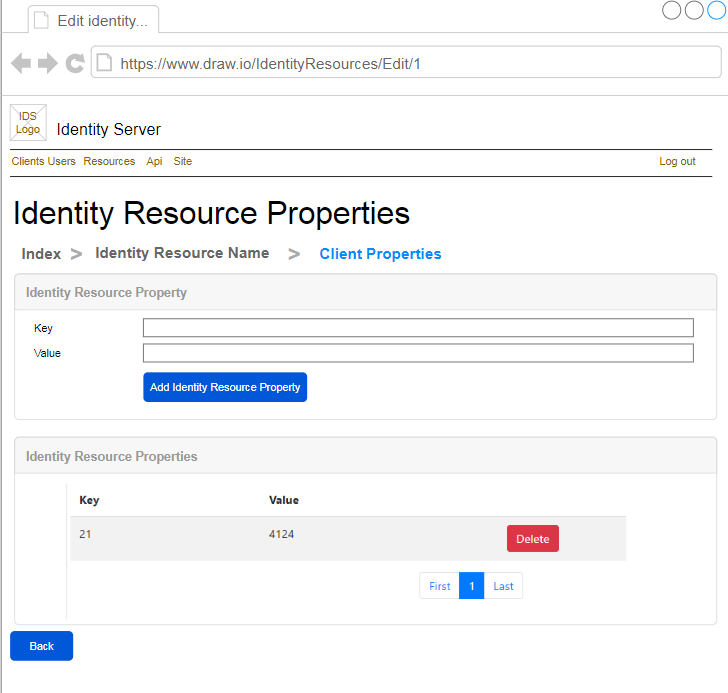 Edit identity...
https://www.draw.io/IdentityResources/Edit/1
IDS
Logo
Identity Server
Clients Users Resources Api Site Log out
Identity Resource Properties
Index > Identity Resource Name > Client Properties
Identity Resource Property
Key
Value
Add Identity Resource Property
Identity Resource Properties
Key Value
21 4124 Delete
First 1 Last
Back